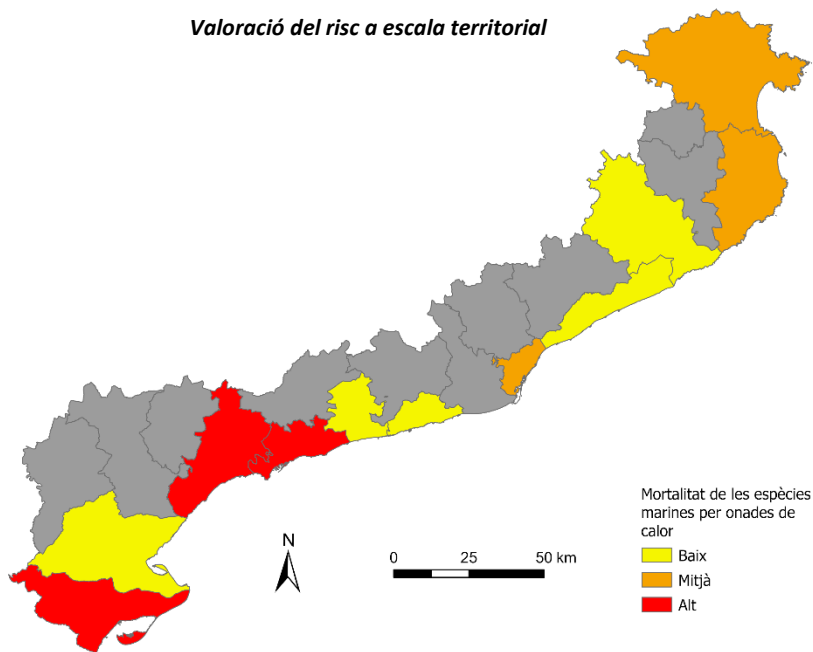 Valoració del risc a escala territorial
N
0 25 50 km
Mortalitat de les espècies
marines per onades de
calor
Baix
Mitjà
Alt